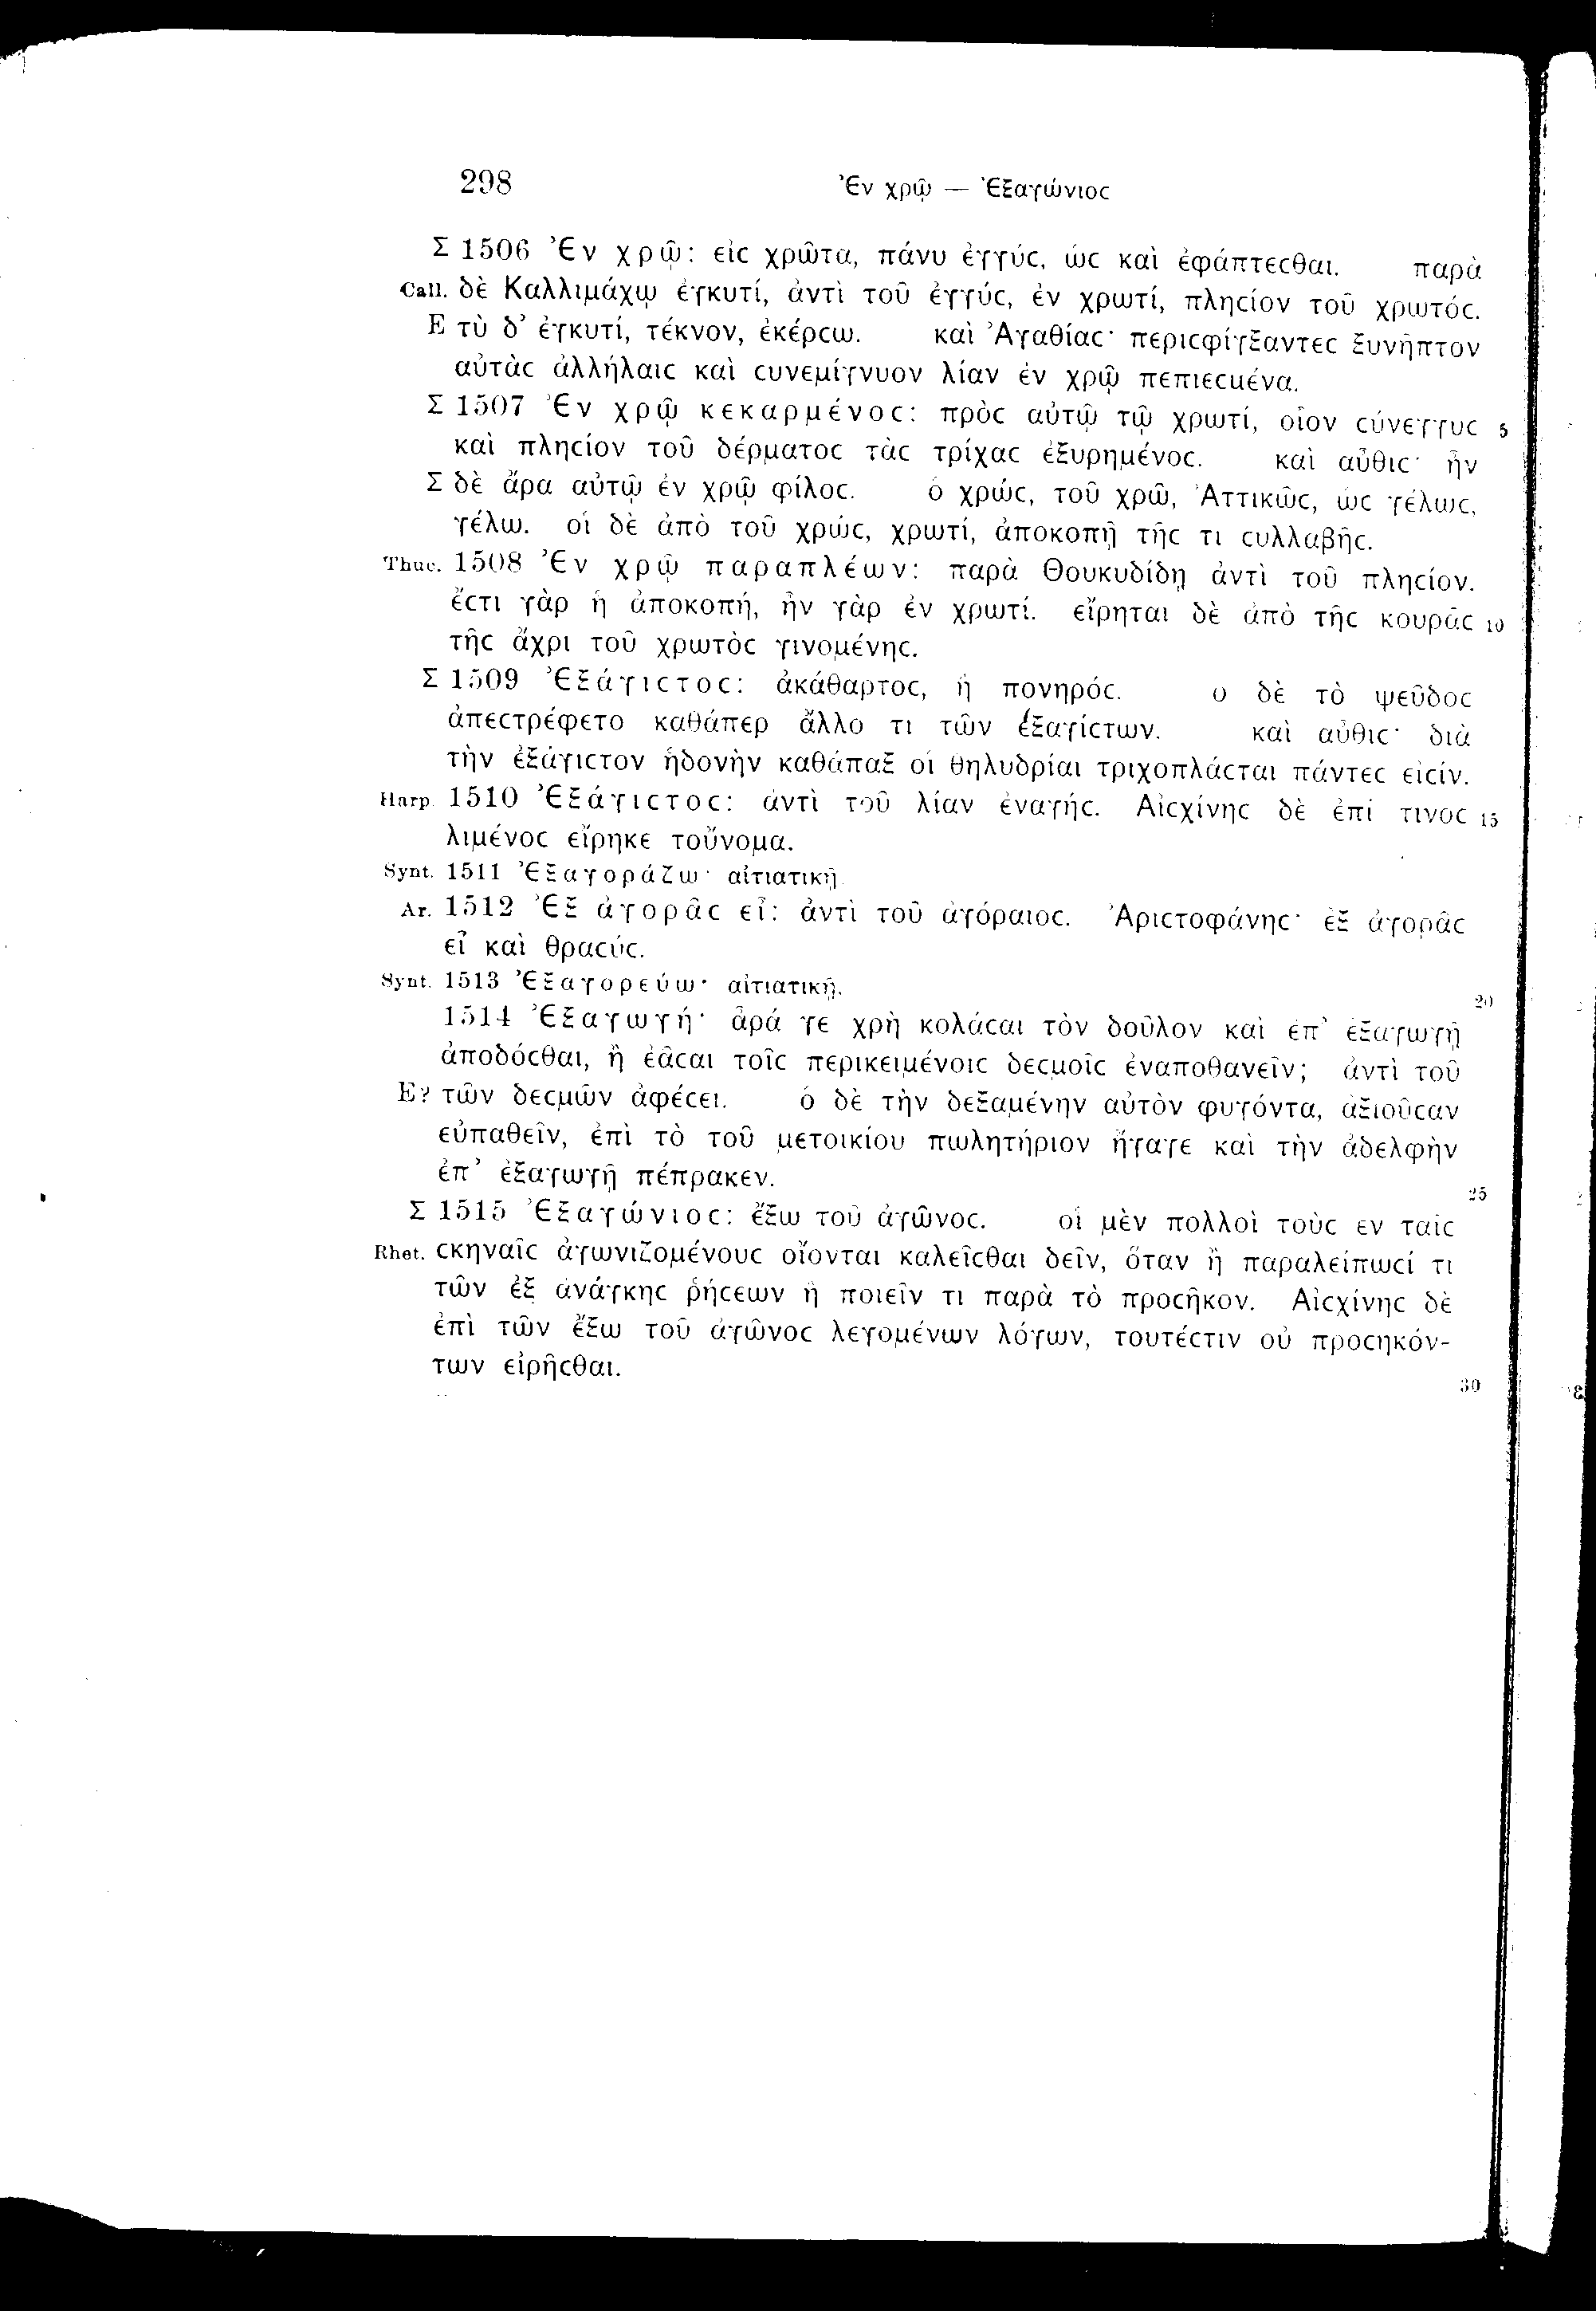 298 Ἐν χρῷ — Ἐξαγώνιος
Σ 1506 Ἐν χρῷ: εἰς χρῶτα, πάνυ ἐγγύς, ὡς καὶ ἐφάπτεσθαι. παρὰ
Call. δὲ Καλλιμάχῳ ἐγκυτί, ἀντὶ τοῦ ἐγγύς, ἐν χρωτί, πλησίον τοῦ χρωτός.
E τὺ δ’ ἐγκυτί, τέκνον, ἐκέρσω. καὶ Ἀγαθίας· περισφίγξαντες ξυνῆπτον
αὐτὰς ἀλλήλαις καὶ συνεμίγνυον λίαν ἐν χρῷ πεπιεσμένα.
Σ 1507 Ἐν χρῷ κεκαρμένος: πρὸς αὐτῷ τῷ χρωτί, οἷον σύνεγγυς 5
καὶ πλησίον τοῦ δέρματος τὰς τρίχας ἐξυρημένος. καὶ αὖθις· ἦν
Σ δὲ ἄρα αὐτῷ ἐν χρῷ φίλος. ὁ χρώς, τοῦ χρῶ, Ἀττικῶς, ὡς γέλως,
γέλω. οἱ δὲ ἀπὸ τοῦ χρώς, χρωτί, ἀποκοπῇ τῆς τι συλλαβῆς.
Thuc. 1508 Ἐν χρῷ παραπλέων: παρὰ Θουκυδίδῃ ἀντὶ τοῦ πλησίον.
ἔστι γὰρ ἡ ἀποκοπή, ἦν γὰρ ἐν χρωτί. εἴρηται δὲ ἀπὸ τῆς κουρᾶς 10
τῆς ἄχρι τοῦ χρωτὸς γινομένης.
Σ 1509 Ἐξάγιστος: ἀκάθαρτος, ἢ πονηρός. ὁ δὲ τὸ ψεῦδος
ἀπεστρέφετο καθάπερ ἄλλο τι τῶν ἐξαγίστων. καὶ αὖθις· διὰ
τὴν ἐξάγιστον ἡδονὴν καθάπαξ οἱ θηλυδρίαι τριχοπλάσται πάντες εἰσίν.
Harp. 1510 Ἐξάγιστος: ἀντὶ τοῦ λίαν ἐναγής. Αἰσχίνης δὲ ἐπί τινος 15
λιμένος εἴρηκε τοὔνομα.
Synt. 1511 Ἐξαγοράζω· αἰτιατικῇ.
Ar. 1512 Ἐξ ἀγορᾶς εἶ: ἀντὶ τοῦ ἀγόραιος. Ἀριστοφάνης· ἐξ ἀγορᾶς
εἶ καὶ θρασύς.
Synt. 1513 Ἐξαγορεύω· αἰτιατικῇ. 20
1514 Ἐξαγωγή· ἆρά γε χρὴ κολάσαι τὸν δοῦλον καὶ ἐπ’ ἐξαγωγῇ
ἀποδόσθαι, ἢ ἐᾶσαι τοῖς περικειμένοις δεσμοῖς ἐναποθανεῖν; ἀντὶ τοῦ
E? τῶν δεσμῶν ἀφέσει. ὁ δὲ τὴν δεξαμένην αὐτὸν φυγόντα, ἀξιοῦσαν
εὐπαθεῖν, ἐπὶ τὸ τοῦ μετοικίου πωλητήριον ἤγαγε καὶ τὴν ἀδελφὴν
ἐπ’ ἐξαγωγῇ πέπρακεν. 25
Σ 1515 Ἐξαγώνιος: ἔξω τοῦ ἀγῶνος. οἱ μὲν πολλοὶ τοὺς ἐν ταῖς
Rhet. σκηναῖς ἀγωνιζομένους οἴονται καλεῖσθαι δεῖν, ὅταν ἢ παραλείπωσί τι
τῶν ἐξ ἀνάγκης ῥήσεων ἢ ποιεῖν τι παρὰ τὸ προσῆκον. Αἰσχίνης δὲ
ἐπὶ τῶν ἔξω τοῦ ἀγῶνος λεγομένων λόγων, τουτέστιν οὐ προσηκόν-
των εἰρῆσθαι. 30